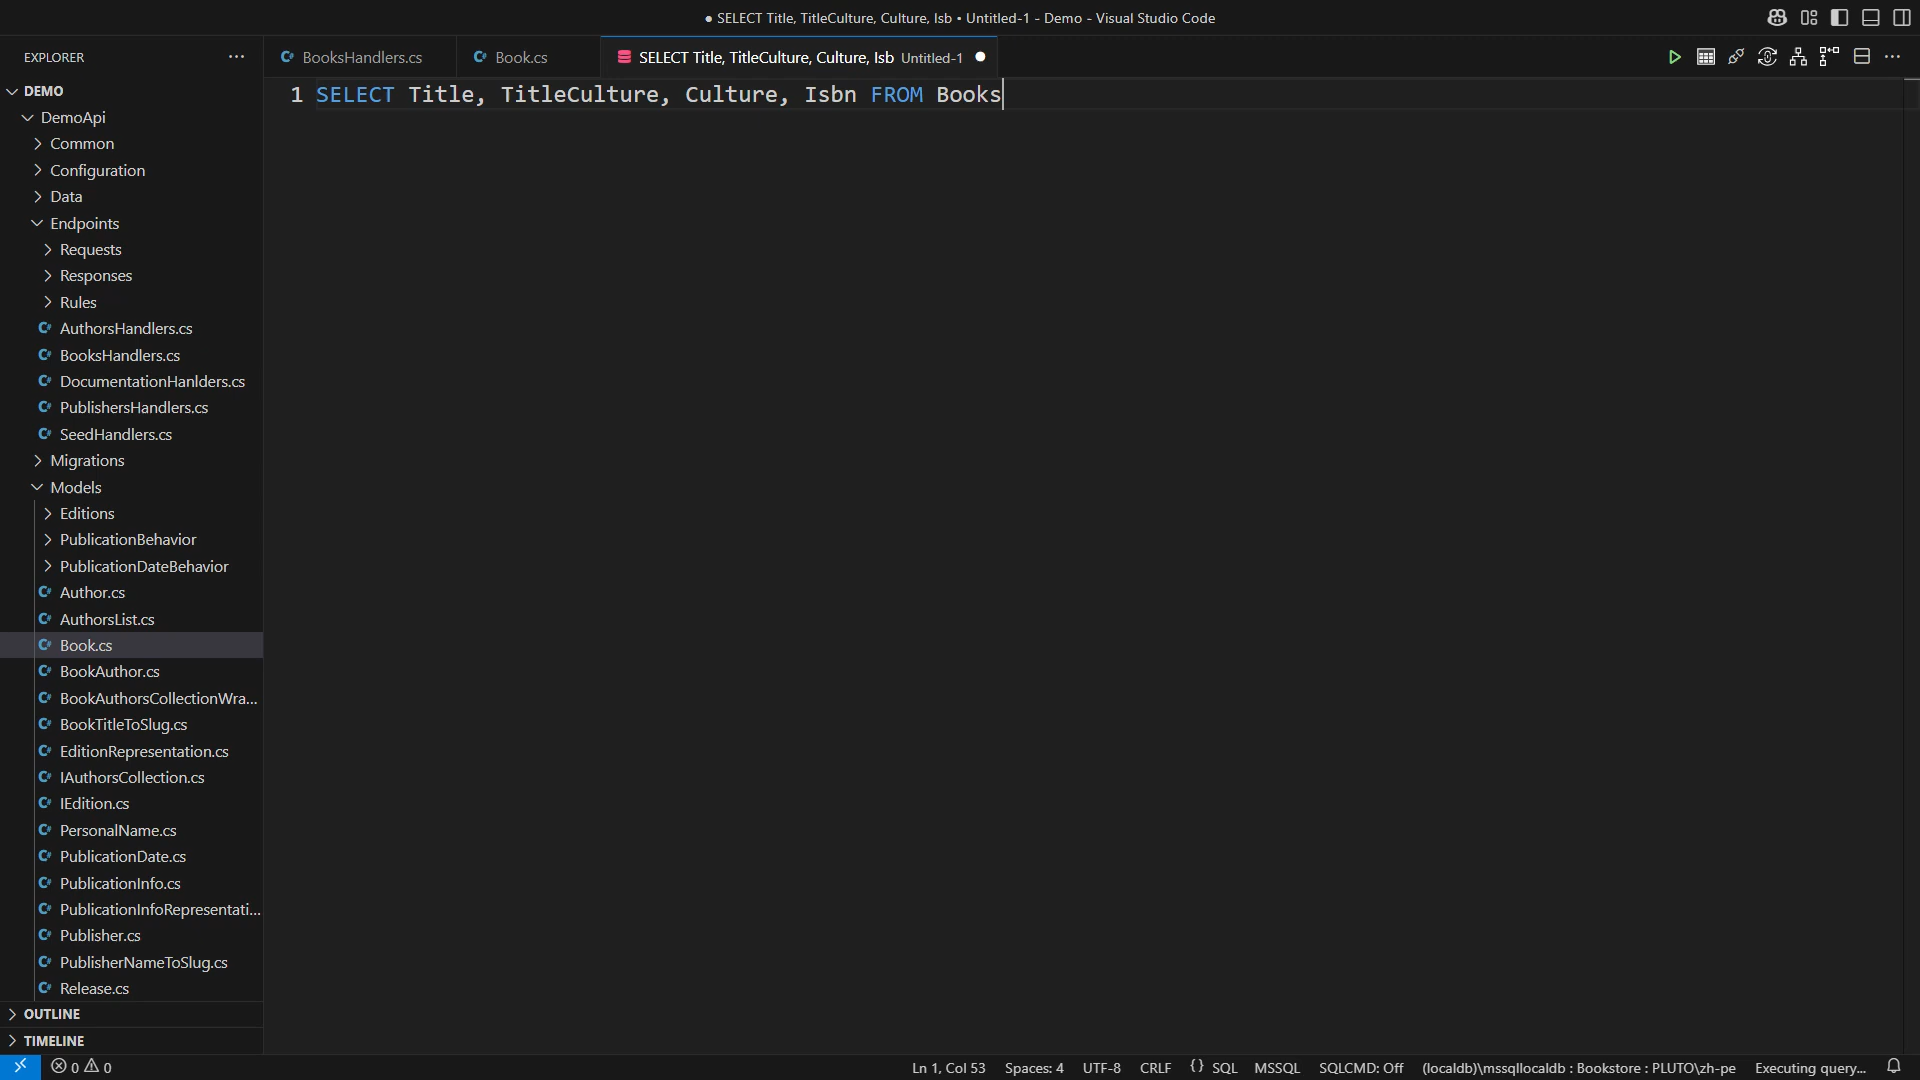 ● SELECT Title, TitleCulture, Culture, Isb • Untitled-1 - Demo - Visual Studio Code
EXPLORER
BooksHandlers.cs
Book.cs
SELECT Title, TitleCulture, Culture, Isb Untitled-1
DEMO
DemoApi
Common
Configuration
Data
Endpoints
Requests
Responses
Rules
AuthorsHandlers.cs
BooksHandlers.cs
DocumentationHanlders.cs
PublishersHandlers.cs
SeedHandlers.cs
Migrations
Models
Editions
PublicationBehavior
PublicationDateBehavior
Author.cs
AuthorsList.cs
Book.cs
BookAuthor.cs
BookAuthorsCollectionWra...
BookTitleToSlug.cs
EditionRepresentation.cs
IAuthorsCollection.cs
IEdition.cs
PersonalName.cs
PublicationDate.cs
PublicationInfo.cs
PublicationInfoRepresentati...
Publisher.cs
PublisherNameToSlug.cs
Release.cs
OUTLINE
TIMELINE
1 SELECT Title, TitleCulture, Culture, Isbn FROM Books
0 0
Ln 1, Col 53 Spaces: 4 UTF-8 CRLF {} SQL MSSQL SQLCMD: Off (localdb)\mssqllocaldb : Bookstore : PLUTO\zh-pe Executing query...